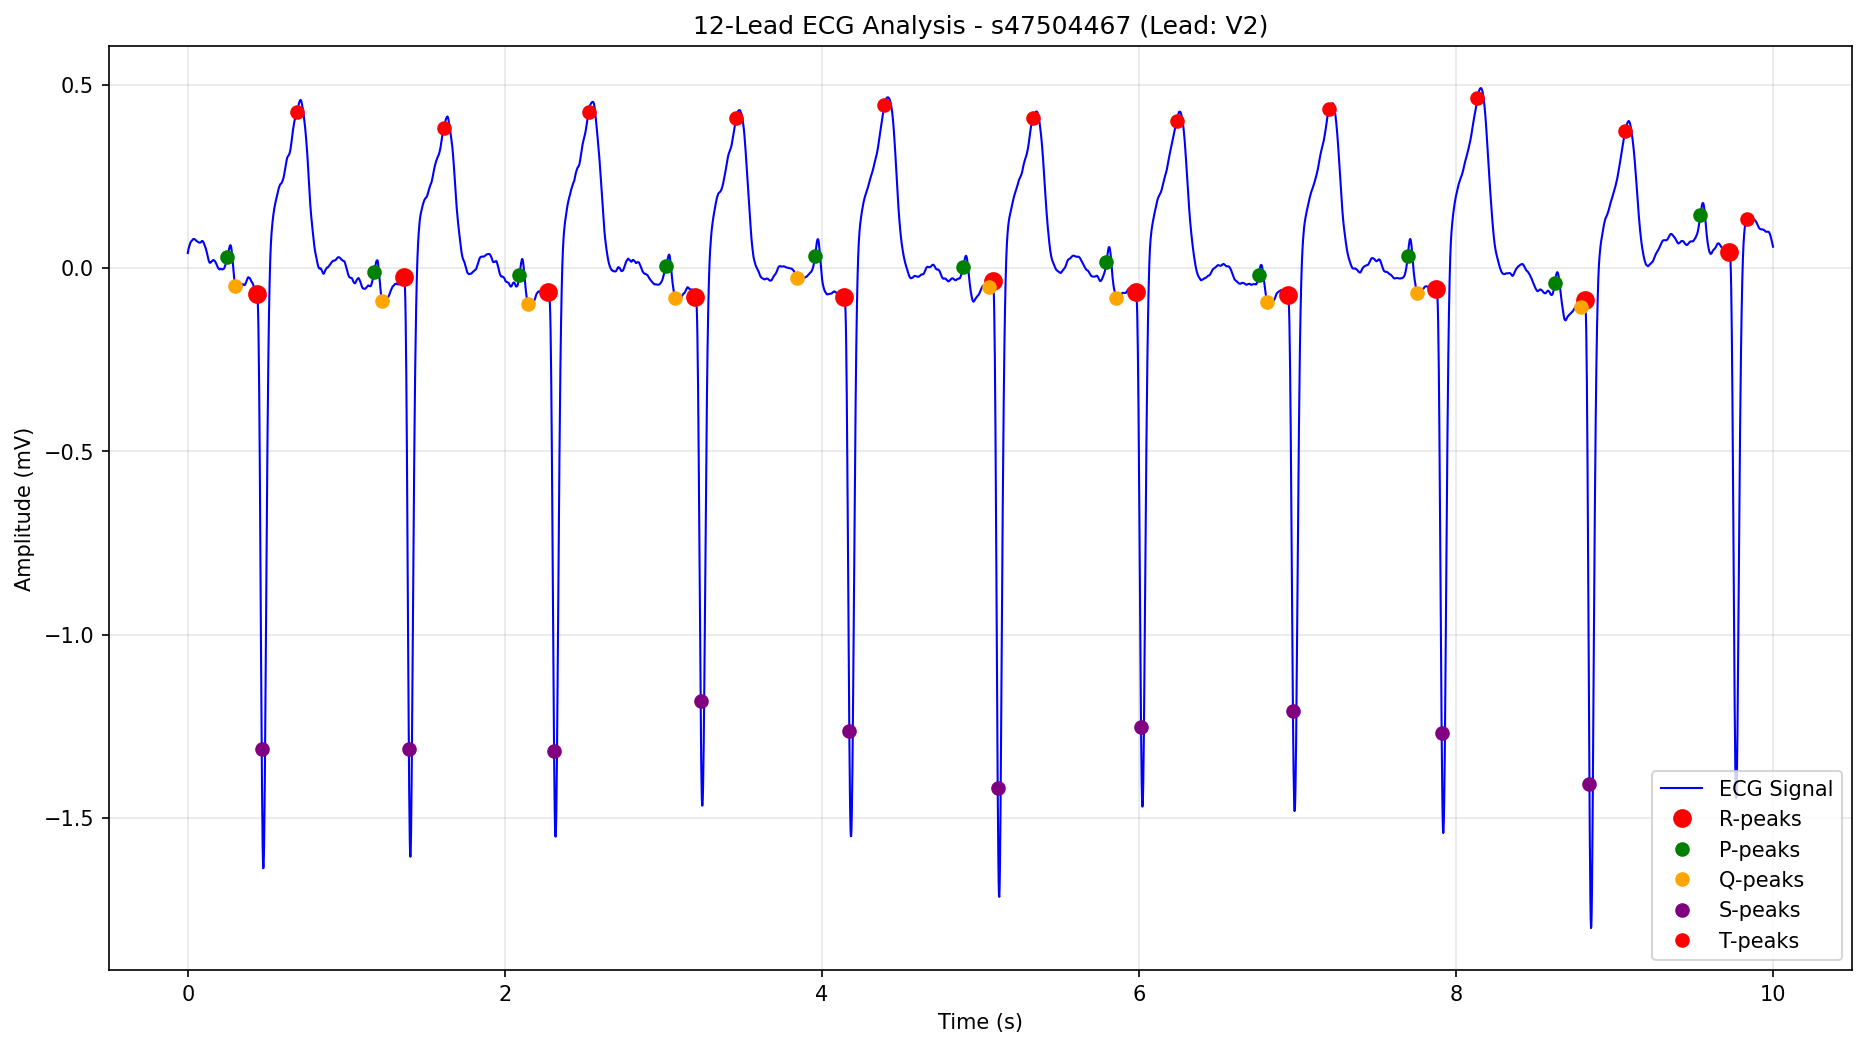 12-Lead ECG Analysis - s47504467 (Lead: V2)
Amplitude (mV)
0.5
0.0
−0.5
−1.0
−1.5
0
2
4
6
8
10
Time (s)
ECG Signal
R-peaks
P-peaks
Q-peaks
S-peaks
T-peaks